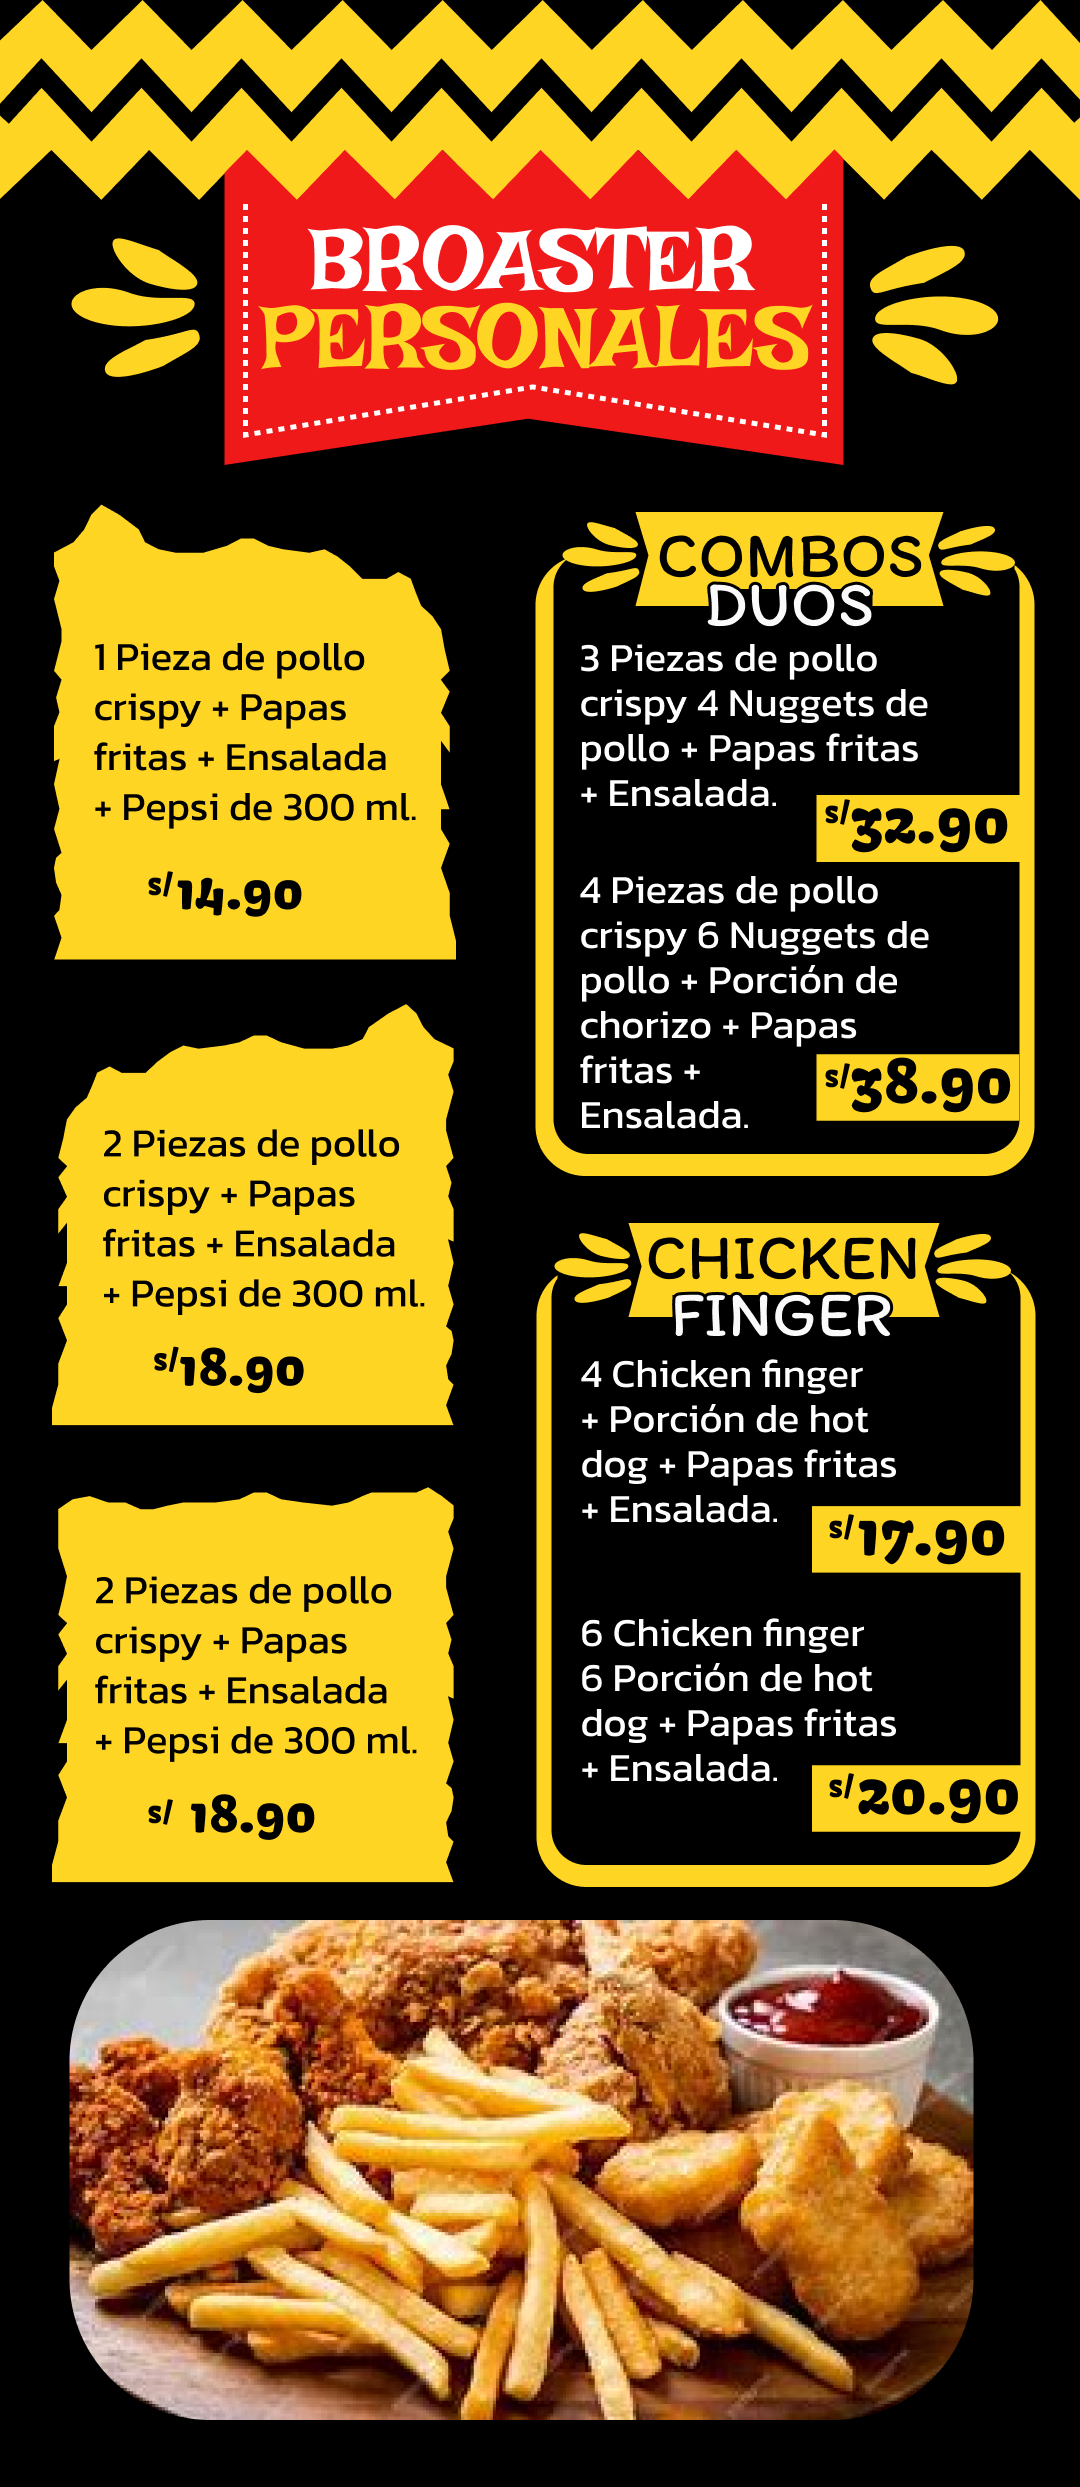 BROASTER
PERSONALES
1 Pieza de pollo
crispy + Papas
fritas + Ensalada
+ Pepsi de 300 ml.
s/14.90
2 Piezas de pollo
crispy + Papas
fritas + Ensalada
+ Pepsi de 300 ml.
s/18.90
2 Piezas de pollo
crispy + Papas
fritas + Ensalada
+ Pepsi de 300 ml.
s/ 18.90
COMBOS
DUOS
3 Piezas de pollo
crispy 4 Nuggets de
pollo + Papas fritas
+ Ensalada.
s/32.90
4 Piezas de pollo
crispy 6 Nuggets de
pollo + Porción de
chorizo + Papas
fritas +
Ensalada.
s/38.90
CHICKEN
FINGER
4 Chicken finger
+ Porción de hot
dog + Papas fritas
+ Ensalada.
s/17.90
6 Chicken finger
6 Porción de hot
dog + Papas fritas
+ Ensalada.
s/20.90